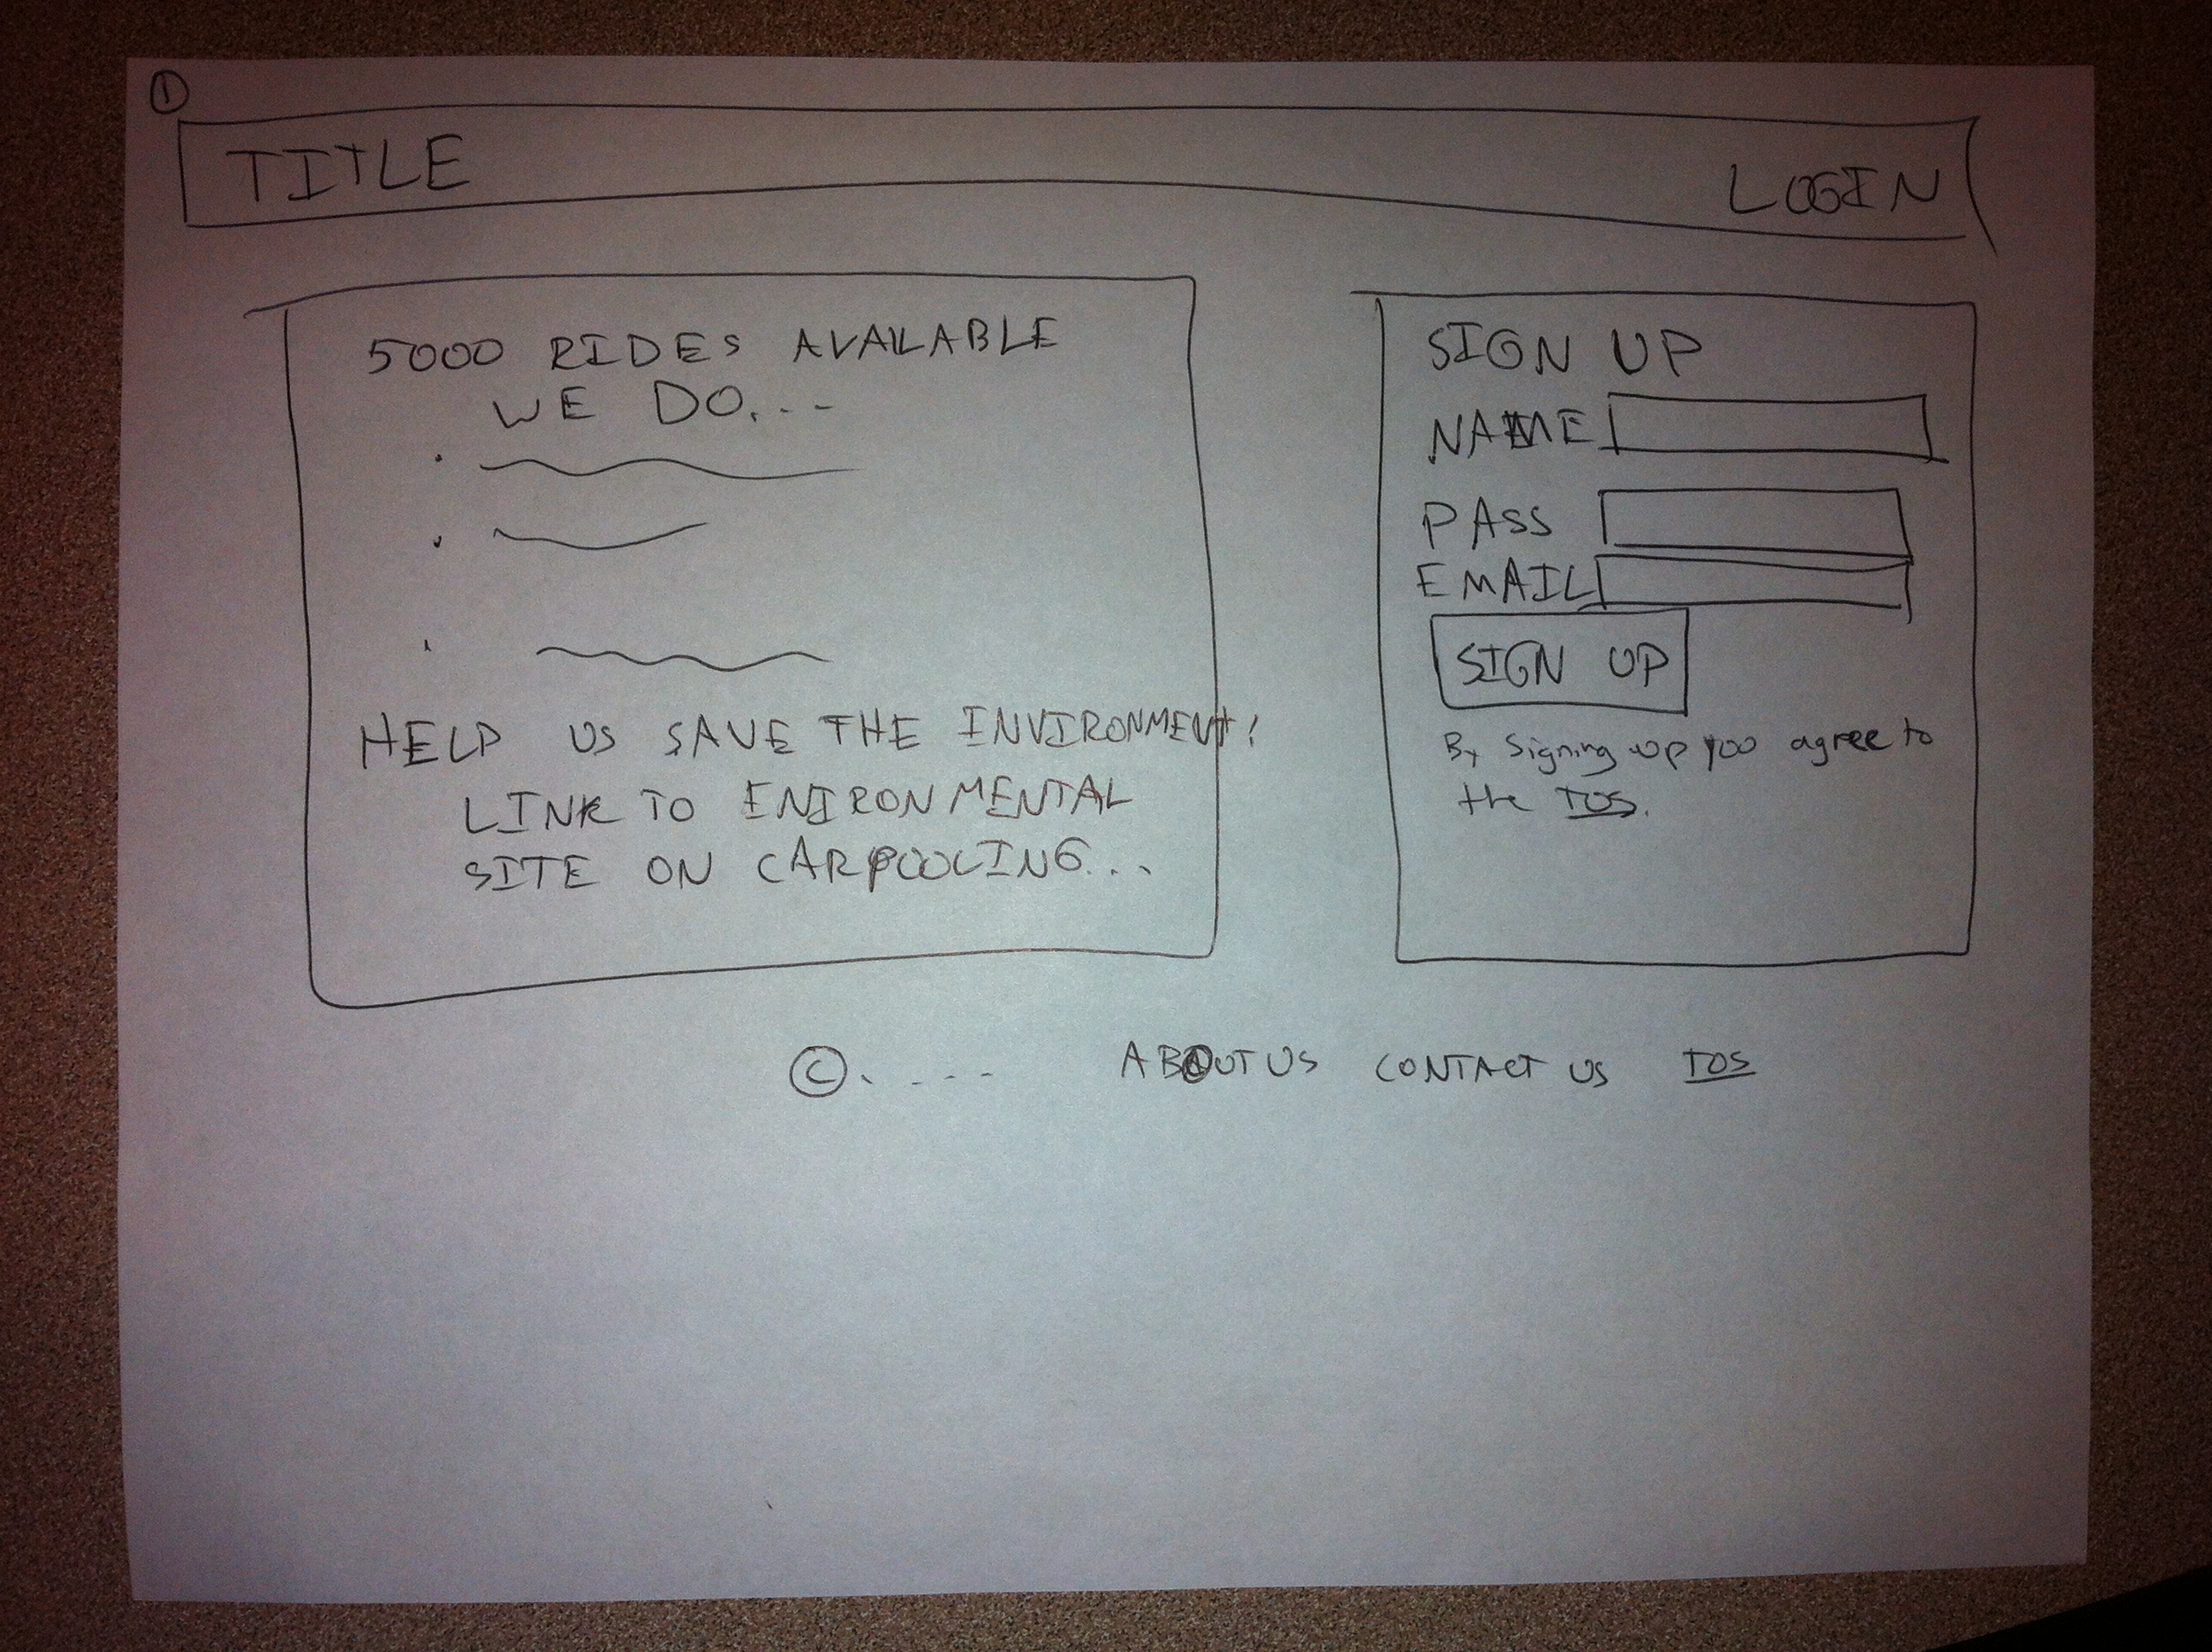 1
TITLE LOGIN
5000 RIDES AVAILABLE
WE DO...--
HELP US SAVE THE ENVIRONMENT!
LINK TO ENIRONMENTAL
SITE ON CARPOOLING...
SIGN UP
NAME
PASS
EMAIL
SIGN UP
By signing up you agree to
the TOS.
© .---- ABOUT US CONTACT US TOS